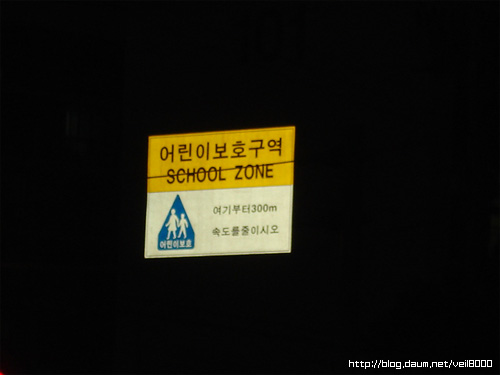 어린이보호구역
SCHOOL ZONE
여기부터300m
속도를줄이시오
어린이보호
http://blog.daum.net/veil8000